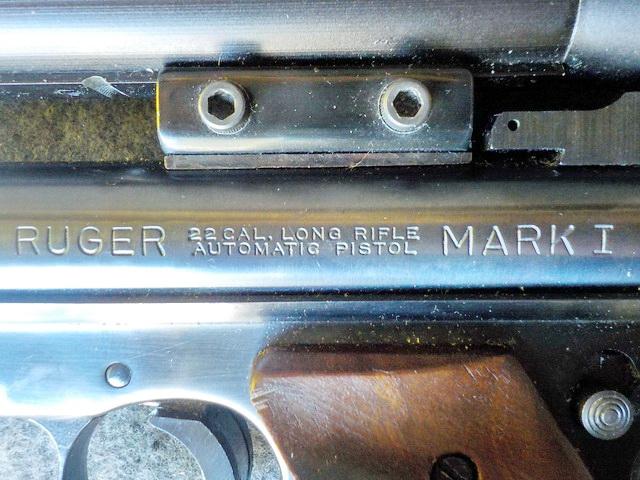 RUGER
22 CAL. LONG RIFLE
AUTOMATIC PISTOL
MARK I